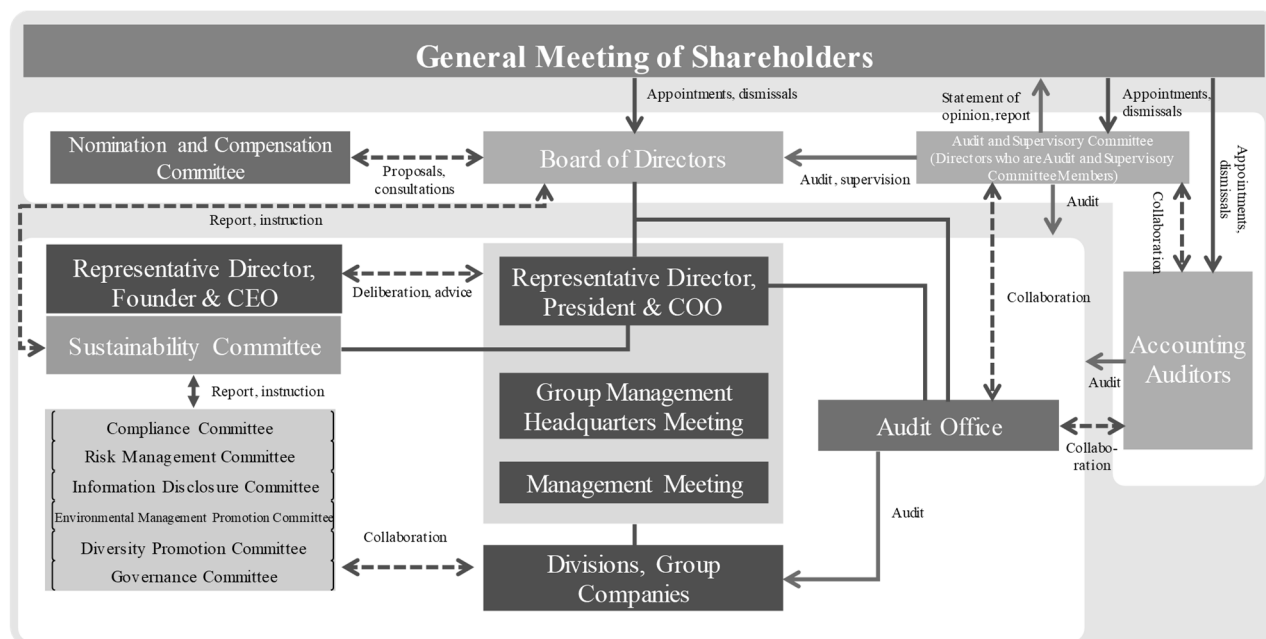 General Meeting of Shareholders
Appointments, dismissals
Statement of
opinion, report
Appointments,
dismissals
Nomination and Compensation
Committee
Proposals,
consultations
Board of Directors
Audit, supervision
Audit and Supervisory Committee
(Directors who are Audit and Supervisory
Committee Members)
Audit
Collaboration
Appointments,
dismissals
Report, instruction
Representative Director,
Founder & CEO
Deliberation, advice
Representative Director,
President & COO
Collaboration
Sustainability Committee
Accounting
Auditors
Audit
Report, instruction
Group Management
Headquarters Meeting
Audit Office
Collabo-
ration
Compliance Committee
Risk Management Committee
Information Disclosure Committee
Environmental Management Promotion Committee
Diversity Promotion Committee
Governance Committee
Management Meeting
Audit
Collaboration
Divisions, Group
Companies